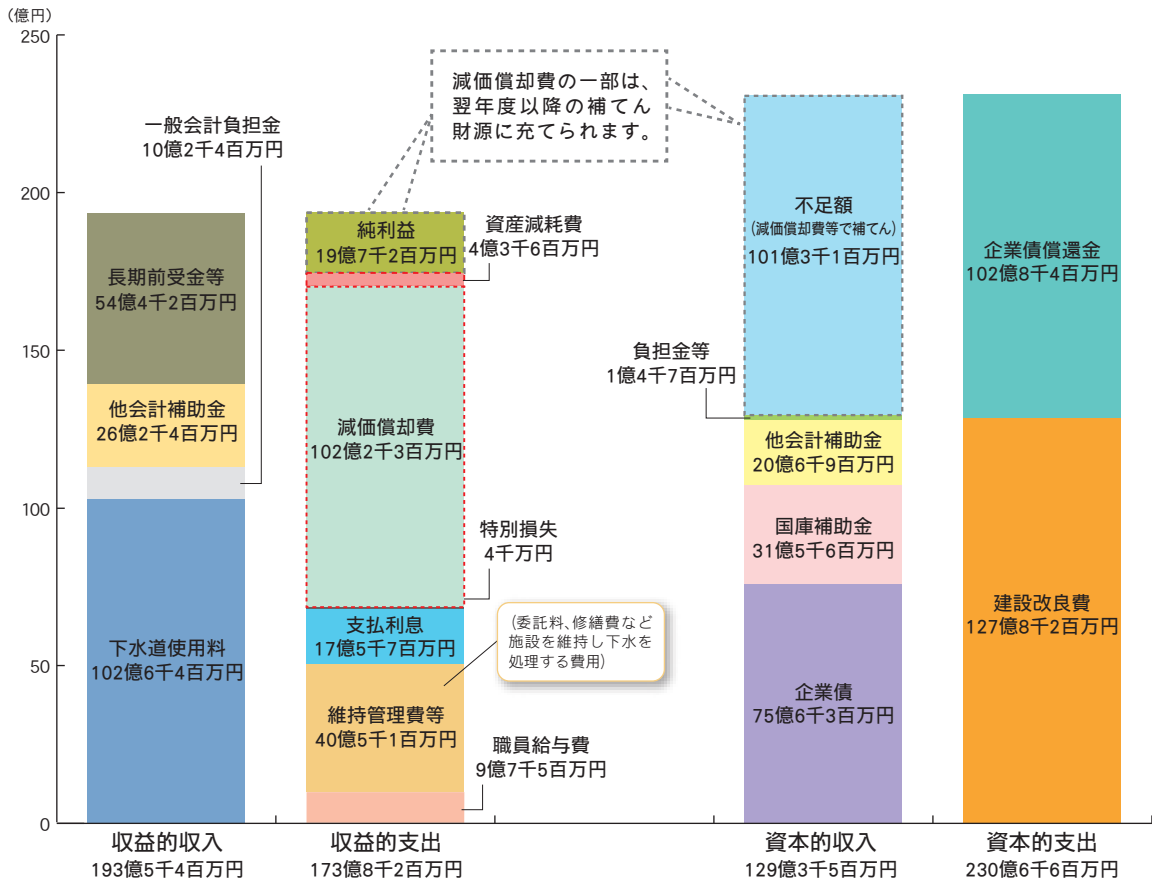 (億円)
250
200
150
100
50
0
減価償却費の一部は、
翌年度以降の補てん
財源に充てられます。
一般会計負担金
10億2千4百万円
長期前受金等
54億4千2百万円
他会計補助金
26億2千4百万円
下水道使用料
102億6千4百万円
収益的収入
193億5千4百万円
純利益
19億7千2百万円
資産減耗費
4億3千6百万円
減価償却費
102億2千3百万円
特別損失
4千万円
支払利息
17億5千7百万円
(委託料、修繕費など
施設を維持し下水を
処理する費用)
維持管理費等
40億5千1百万円
職員給与費
9億7千5百万円
収益的支出
173億8千2百万円
不足額
(減価償却費等で補てん)
101億3千1百万円
負担金等
1億4千7百万円
他会計補助金
20億6千9百万円
国庫補助金
31億5千6百万円
企業債
75億6千3百万円
資本的収入
129億3千5百万円
企業債償還金
102億8千4百万円
建設改良費
127億8千2百万円
資本的支出
230億6千6百万円